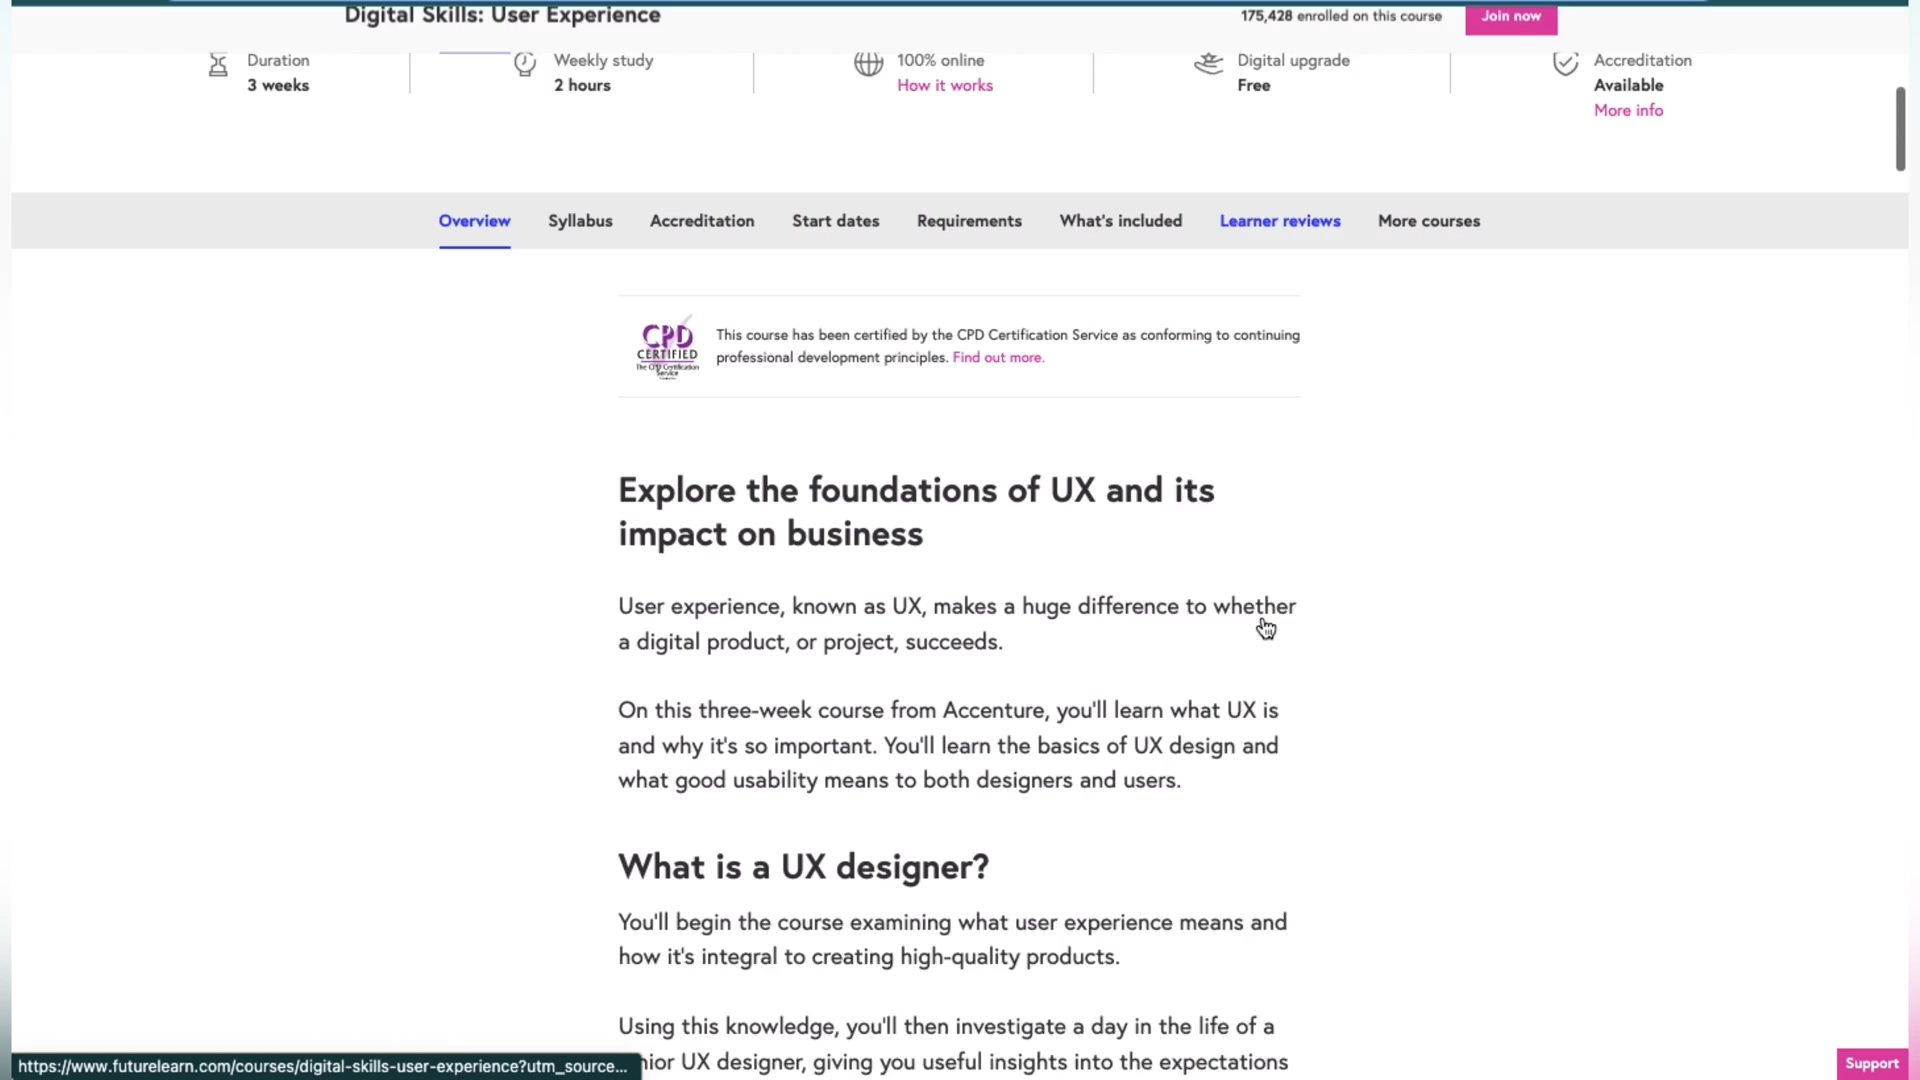 Digital Skills: User Experience
175,428 enrolled on this course
Join now
Duration
3 weeks
Weekly study
2 hours
100% online
How it works
Digital upgrade
Free
Accreditation
Available
More info
Overview Syllabus Accreditation Start dates Requirements What's included Learner reviews More courses
CPD
CERTIFIED
The CPD Certification
Service
This course has been certified by the CPD Certification Service as conforming to continuing
professional development principles. Find out more.
Explore the foundations of UX and its
impact on business
User experience, known as UX, makes a huge difference to whether
a digital product, or project, succeeds.
On this three-week course from Accenture, you'll learn what UX is
and why it's so important. You'll learn the basics of UX design and
what good usability means to both designers and users.
What is a UX designer?
You'll begin the course examining what user experience means and
how it's integral to creating high-quality products.
Using this knowledge, you'll then investigate a day in the life of a
nior UX designer, giving you useful insights into the expectations
https://www.futurelearn.com/courses/digital-skills-user-experience?utm_source...
Support